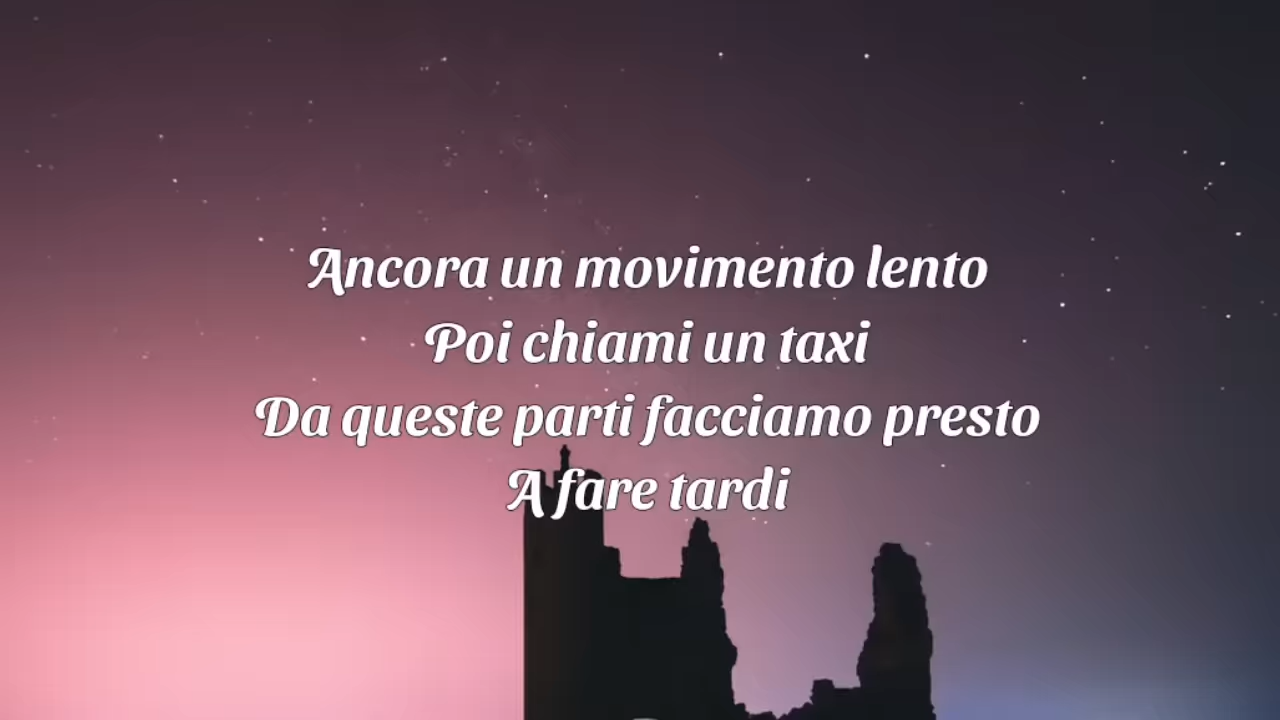 Ancora un movimento lento
Poi chiami un taxi
Da queste parti facciamo presto
A fare tardi